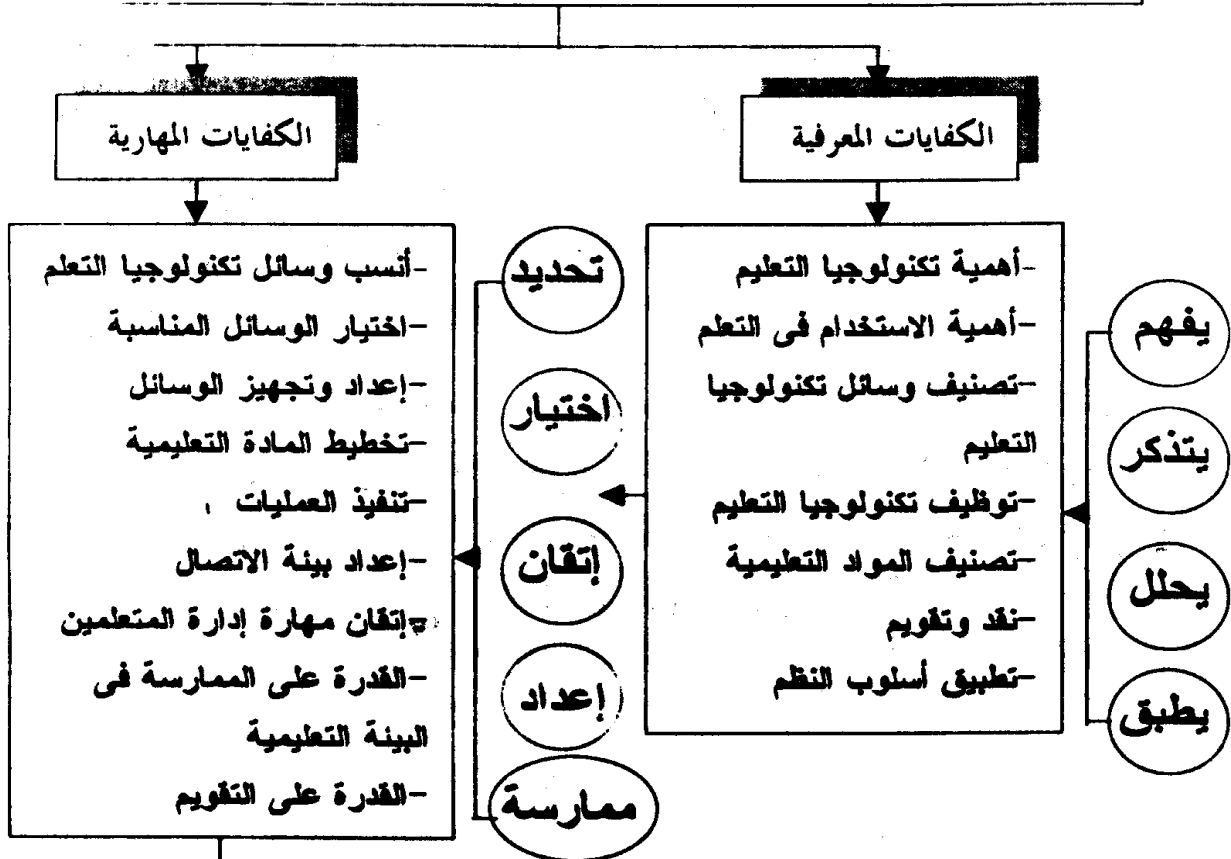 الكفايات المعرفية
الكفايات المهارية
يفهم
يتذكر
يحلل
يطبق
-أهمية تكنولوجيا التعليم
-أهمية الاستخدام فى التعلم
-تصنيف وسائل تكنولوجيا
التعليم
-توظيف تكنولوجيا التعليم
-تصنيف المواد التعليمية
-نقد وتقويم
-تطبيق أسلوب النظم
تحديد
اختيار
إتقان
إعداد
ممارسة
-أنسب وسائل تكنولوجيا التعلم
-اختيار الوسائل المناسبة
-إعداد وتجهيز الوسائل
-تخطيط المادة التعليمية
-تنفيذ العمليات
-إعداد بيئة الاتصال
-إتقان مهارة إدارة المتعلمين
-القدرة على الممارسة فى
البيئة التعليمية
-القدرة على التقويم